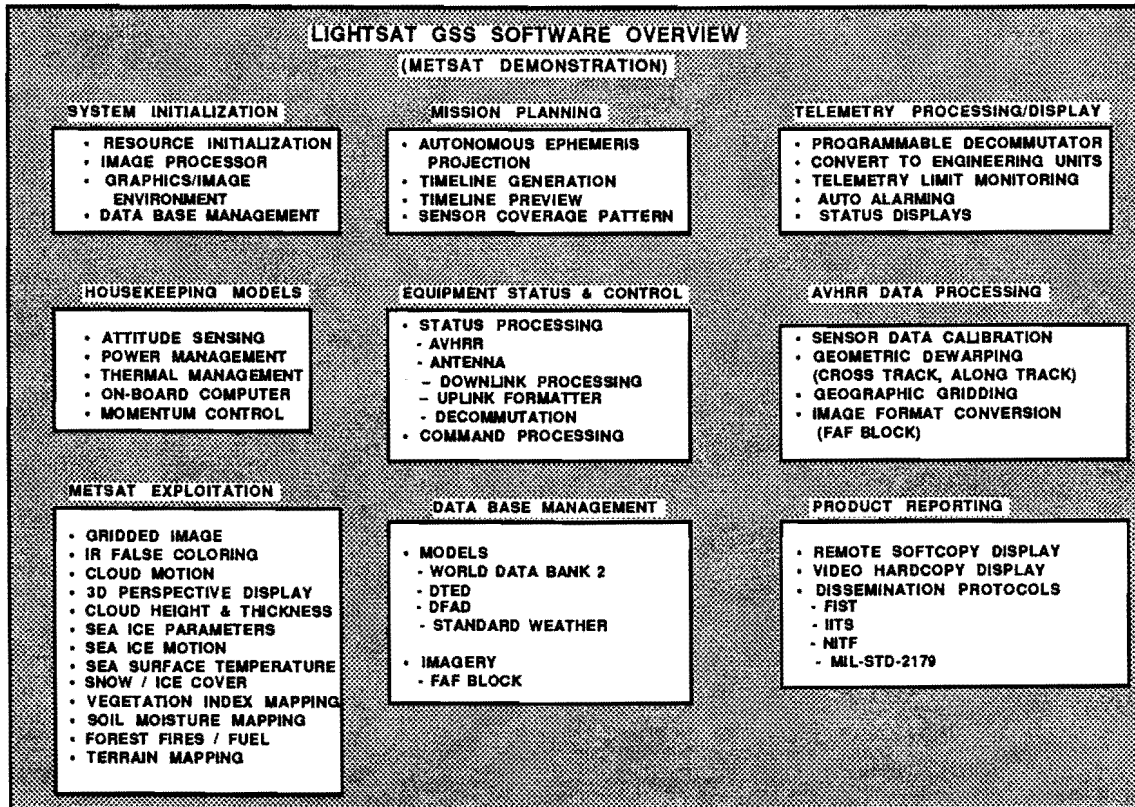 LIGHTSAT GSS SOFTWARE OVERVIEW
(METSAT DEMONSTRATION)
SYSTEM INITIALIZATION
• RESOURCE INITIALIZATION
• IMAGE PROCESSOR
• GRAPHICS/IMAGE
ENVIRONMENT
• DATA BASE MANAGEMENT
MISSION PLANNING
• AUTONOMOUS EPHEMERIS
PROJECTION
• TIMELINE GENERATION
• TIMELINE PREVIEW
• SENSOR COVERAGE PATTERN
TELEMETRY PROCESSING/DISPLAY
• PROGRAMMABLE DECOMMUTATOR
• CONVERT TO ENGINEERING UNITS
• TELEMETRY LIMIT MONITORING
• AUTO ALARMING
• STATUS DISPLAYS
HOUSEKEEPING MODELS
• ATTITUDE SENSING
• POWER MANAGEMENT
• THERMAL MANAGEMENT
• ON-BOARD COMPUTER
• MOMENTUM CONTROL
EQUIPMENT STATUS & CONTROL
• STATUS PROCESSING
- AVHRR
- ANTENNA
– DOWNLINK PROCESSING
– UPLINK FORMATTER
- DECOMMUTATION
• COMMAND PROCESSING
AVHRR DATA PROCESSING
• SENSOR DATA CALIBRATION
• GEOMETRIC DEWARPING
(CROSS TRACK, ALONG TRACK)
• GEOGRAPHIC GRIDDING
• IMAGE FORMAT CONVERSION
(FAF BLOCK)
METSAT EXPLOITATION
• GRIDDED IMAGE
• IR FALSE COLORING
• CLOUD MOTION
• 3D PERSPECTIVE DISPLAY
• CLOUD HEIGHT & THICKNESS
• SEA ICE PARAMETERS
• SEA ICE MOTION
• SEA SURFACE TEMPERATURE
• SNOW / ICE COVER
• VEGETATION INDEX MAPPING
• SOIL MOISTURE MAPPING
• FOREST FIRES / FUEL
• TERRAIN MAPPING
DATA BASE MANAGEMENT
• MODELS
- WORLD DATA BANK 2
- DTED
- DFAD
- STANDARD WEATHER
• IMAGERY
- FAF BLOCK
PRODUCT REPORTING
• REMOTE SOFTCOPY DISPLAY
• VIDEO HARDCOPY DISPLAY
• DISSEMINATION PROTOCOLS
- FIST
- IITS
- NITF
- MIL-STD-2179